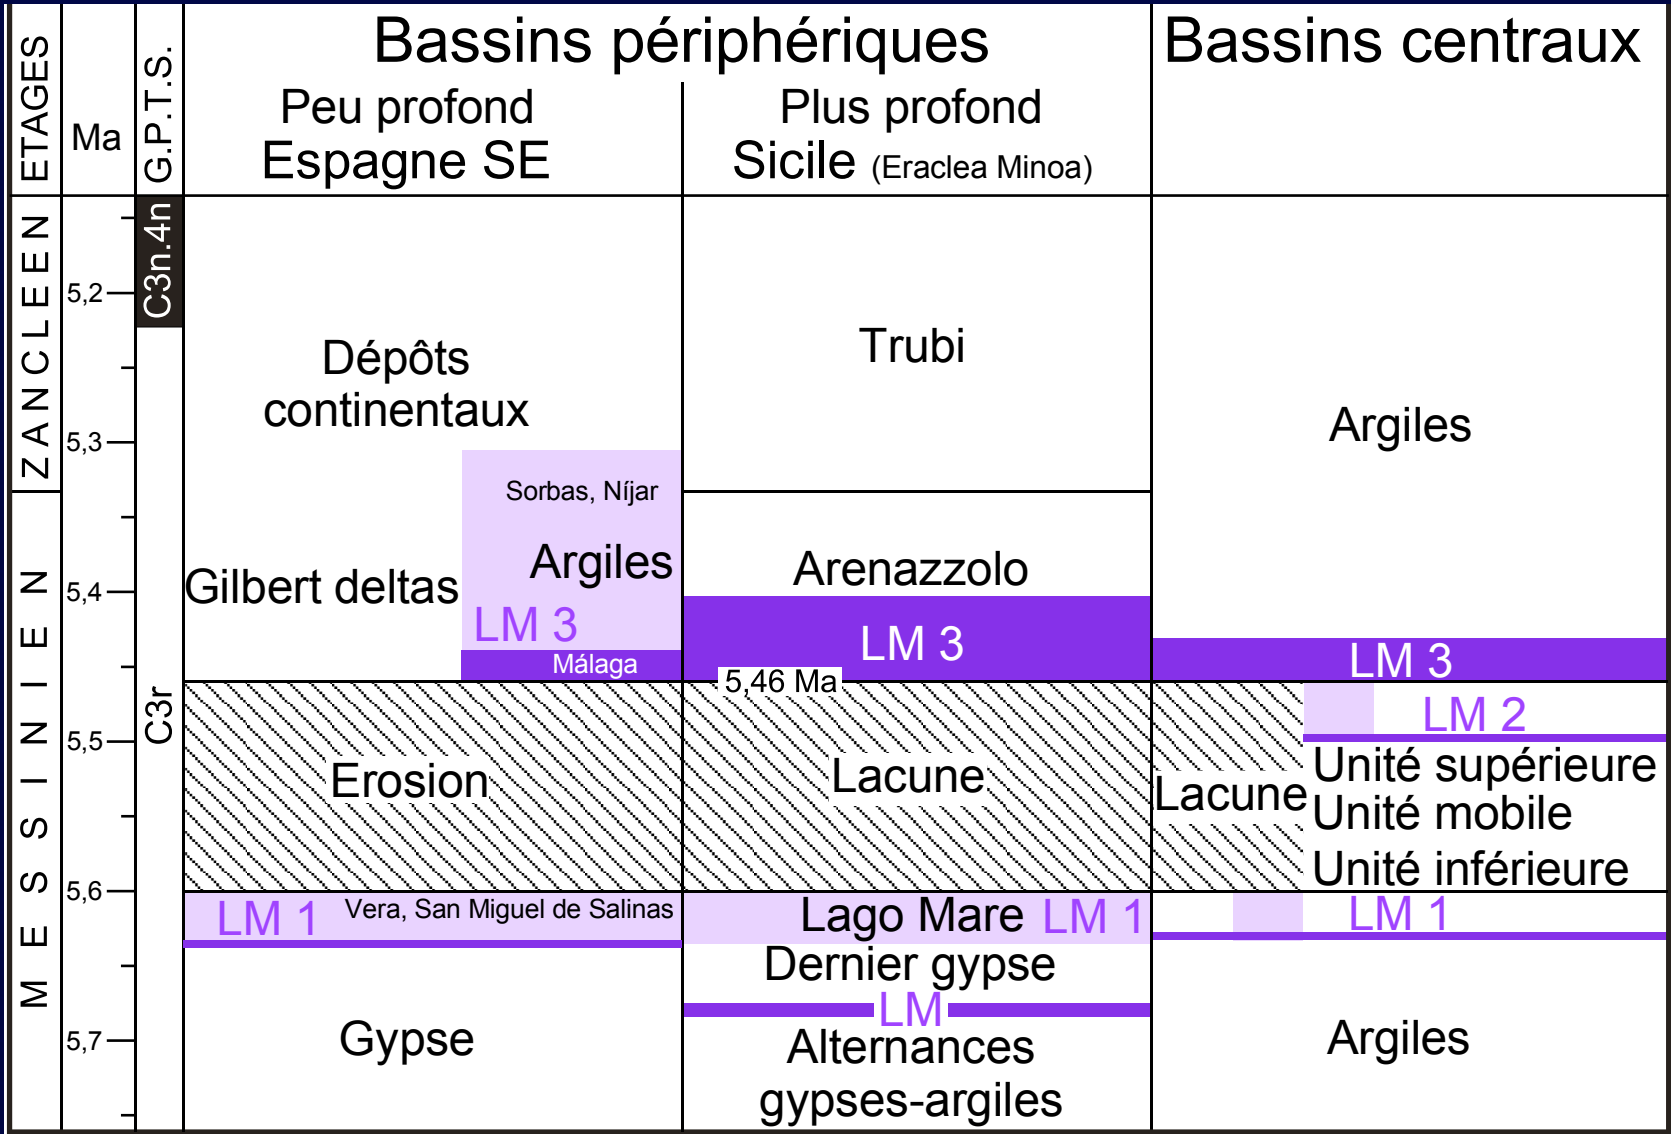 ETAGES
Ma
G.P.T.S.
Bassins périphériques
Peu profond
Espagne SE
Plus profond
Sicile (Eraclea Minoa)
Bassins centraux
ZANCLEEN
MESSINIEN
5,2
5,3
5,4
5,5
5,6
5,7
C3n.4n
C3r
Dépôts
continentaux
Sorbas, Níjar
Argiles
Gilbert deltas
LM 3
Málaga
Erosion
LM 1 Vera, San Miguel de Salinas
Gypse
Trubi
Arenazzolo
LM 3
5,46 Ma
Lacune
Lago Mare LM 1
Dernier gypse
LM
Alternances
gypses-argiles
Argiles
LM 3
LM 2
Lacune
Unité supérieure
Unité mobile
Unité inférieure
LM 1
Argiles